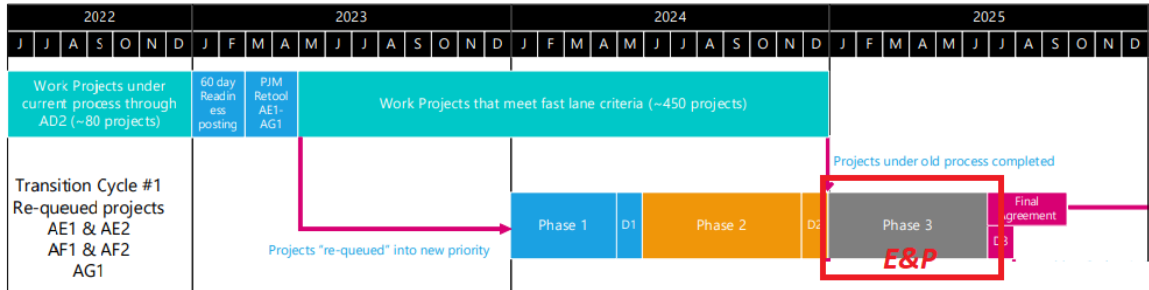 2022 2023 2024 2025
J J A S O N D J F M A M J J A S O N D J F M A M J J A S O N D J F M A M J J A S O N D
Work Projects under
current process through
AD2 (~80 projects)
60 day
Readin
ess
posting
PJM
Retool
AE1-
AG1
Work Projects that meet fast lane criteria (~450 projects)
Projects under old process completed
Transition Cycle #1
Re-queued projects
AE1 & AE2
AF1 & AF2
AG1
Projects "re-queued" into new priority
Phase 1
D1
Phase 2
D2
Phase 3
E&P
Final
Agreement
D3